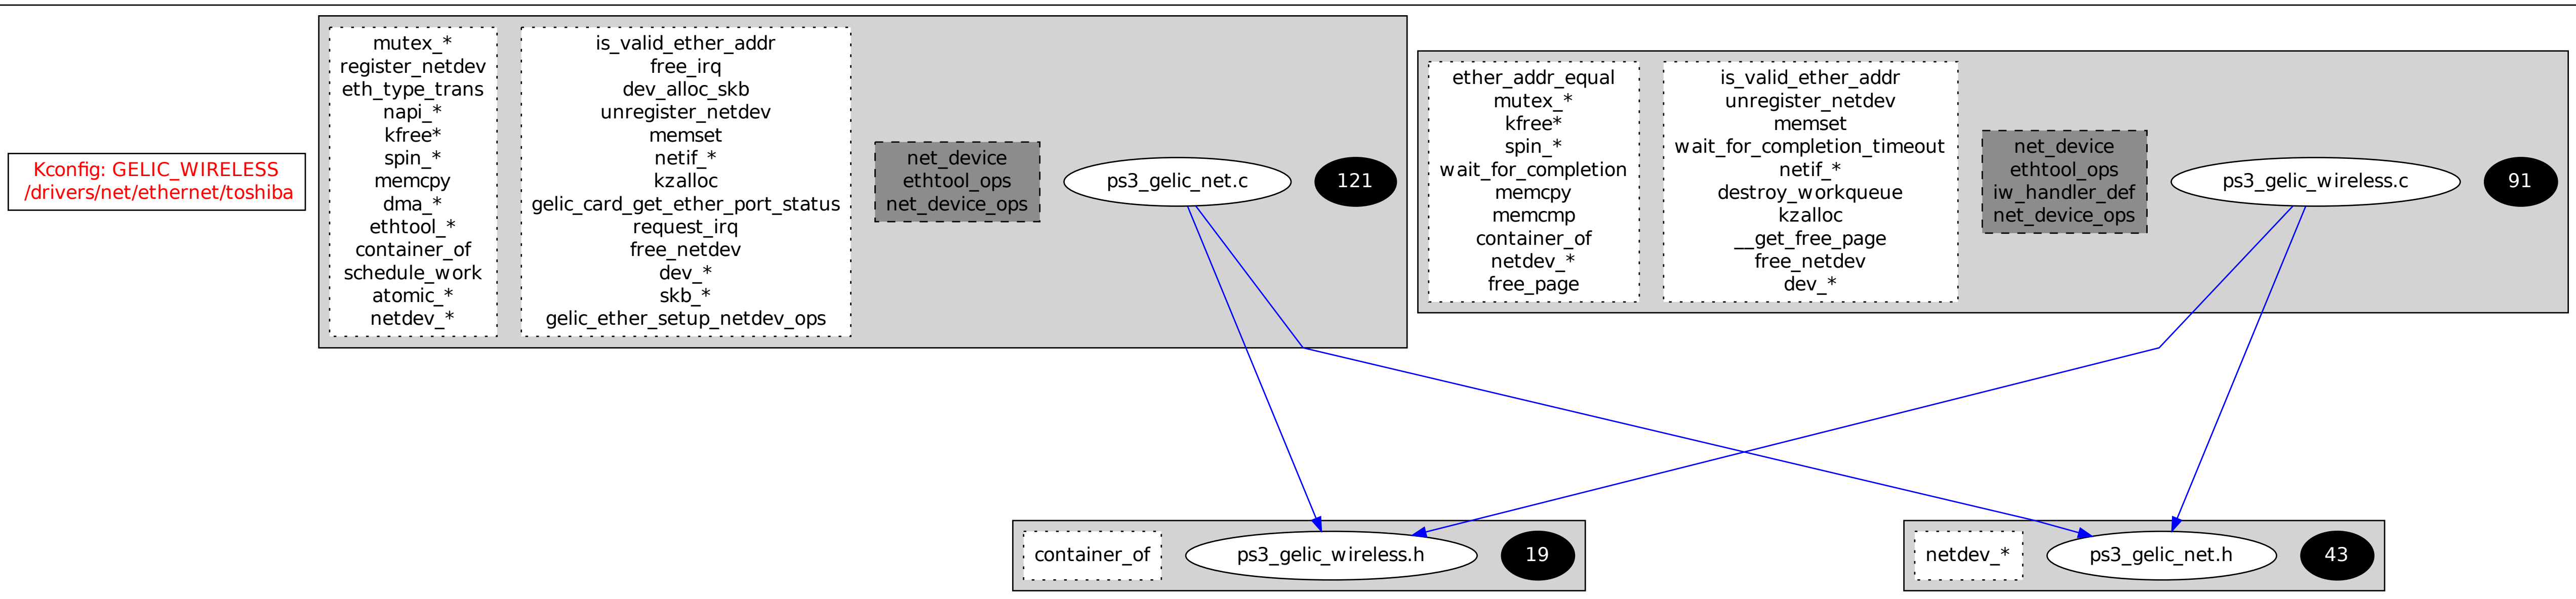 Kconfig: GELIC_WIRELESS
/drivers/net/ethernet/toshiba
mutex_*
register_netdev
eth_type_trans
napi_*
kfree*
spin_*
memcpy
dma_*
ethtool_*
container_of
schedule_work
atomic_*
netdev_*
is_valid_ether_addr
free_irq
dev_alloc_skb
unregister_netdev
memset
netif_*
kzalloc
gelic_card_get_ether_port_status
request_irq
free_netdev
dev_*
skb_*
gelic_ether_setup_netdev_ops
net_device
ethtool_ops
net_device_ops
ps3_gelic_net.c
121
ether_addr_equal
mutex_*
kfree*
spin_*
wait_for_completion
memcpy
memcmp
container_of
netdev_*
free_page
is_valid_ether_addr
unregister_netdev
memset
wait_for_completion_timeout
netif_*
destroy_workqueue
kzalloc
__get_free_page
free_netdev
dev_*
net_device
ethtool_ops
iw_handler_def
net_device_ops
ps3_gelic_wireless.c
91
container_of
ps3_gelic_wireless.h
19
netdev_*
ps3_gelic_net.h
43